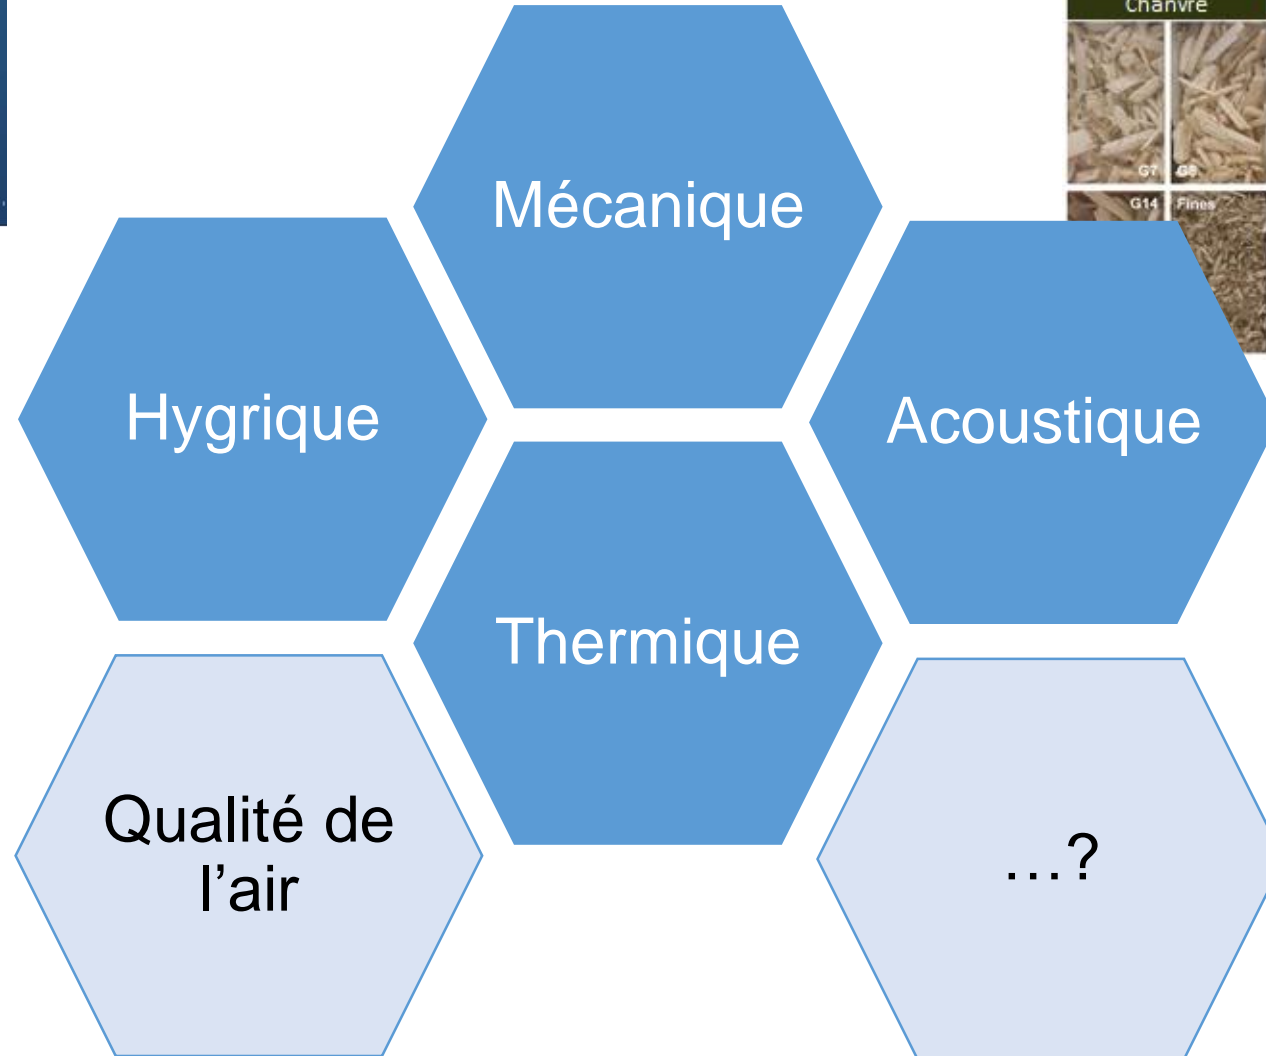 Chanvre
G7
G8
G14
Fines
Mécanique
Hygrique
Acoustique
Thermique
Qualité de
l’air
…?